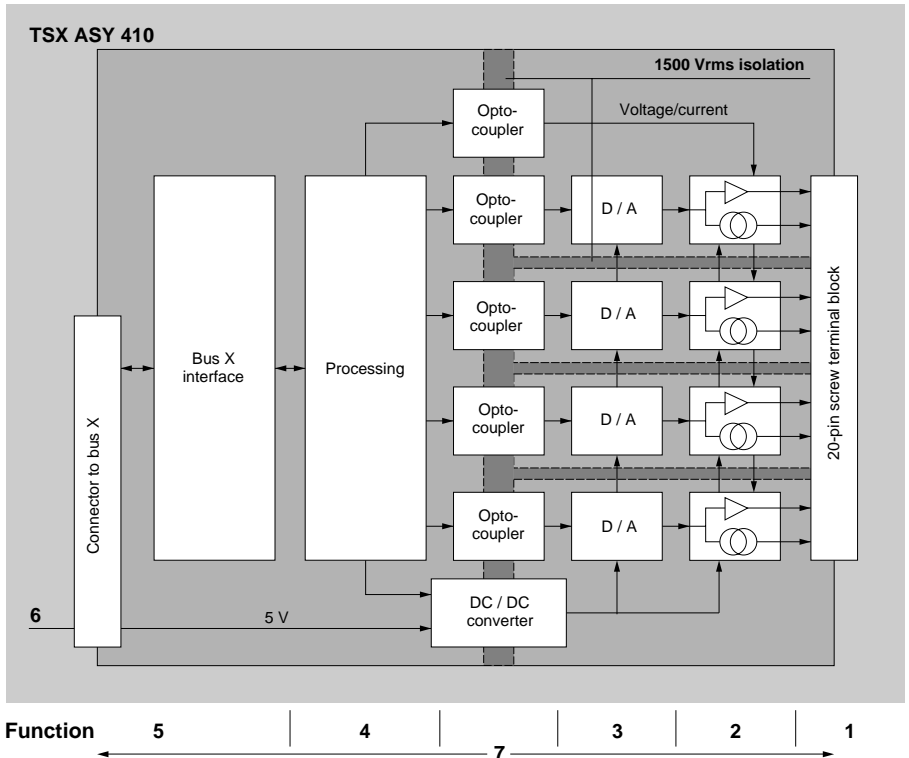 TSX ASY 410
1500 Vrms isolation
Opto-
coupler
Voltage/current
Opto-
coupler
D / A
Opto-
coupler
D / A
Opto-
coupler
D / A
Opto-
coupler
D / A
Connector to bus X
Bus X
interface
Processing
20-pin screw terminal block
DC / DC
converter
6
5 V
Function 5 4 3 2 1
7